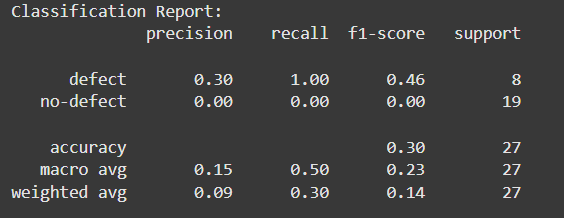 Classification Report:
precision recall f1-score support
defect 0.30 1.00 0.46 8
no-defect 0.00 0.00 0.00 19
accuracy 0.30 27
macro avg 0.15 0.50 0.23 27
weighted avg 0.09 0.30 0.14 27